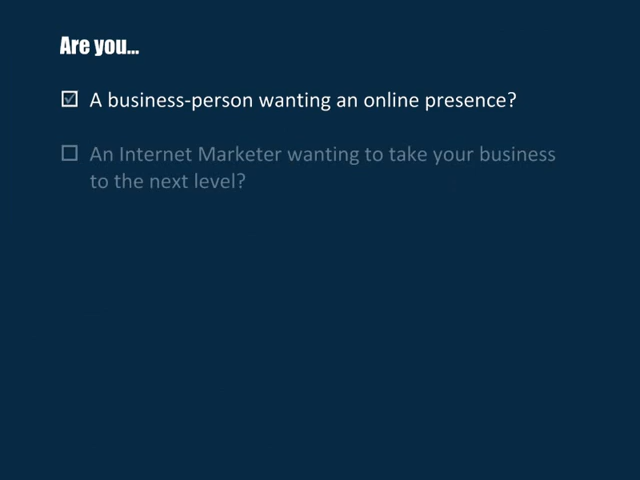 Are you...
A business-person wanting an online presence?
An Internet Marketer wanting to take your business
to the next level?